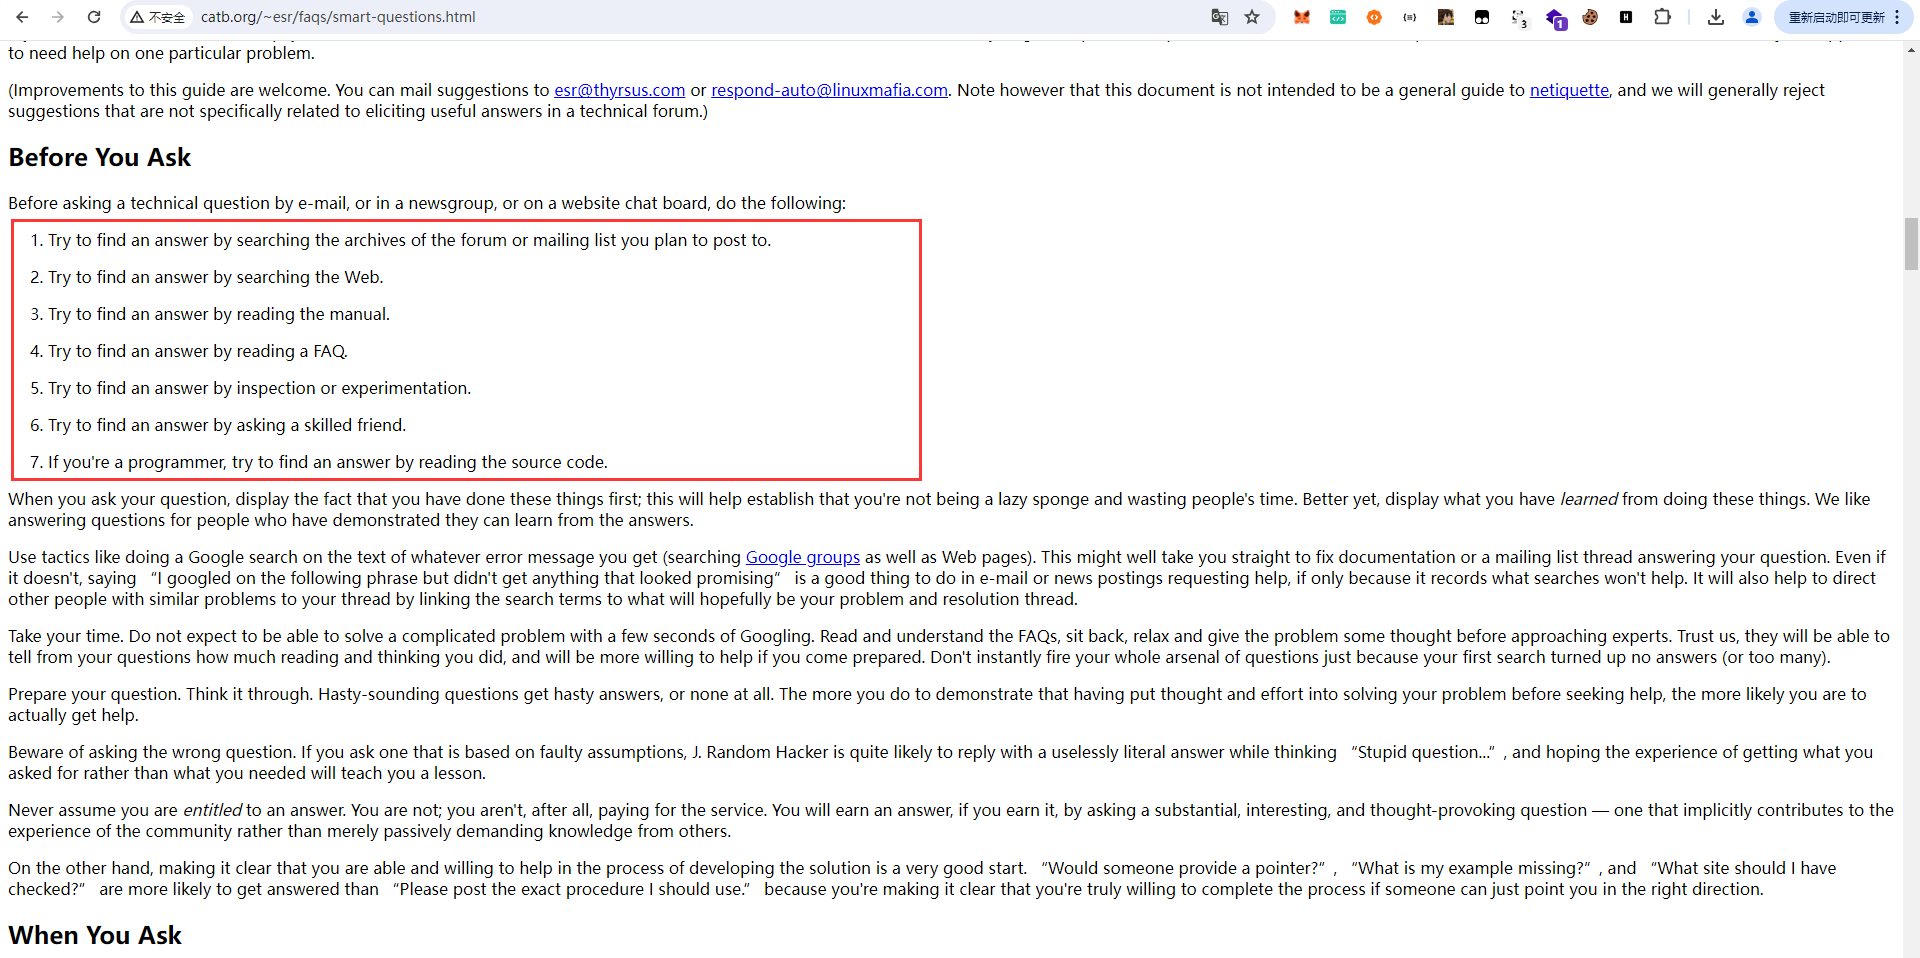 不安全 catb.org/~esr/faqs/smart-questions.html 3 1 重新启动即可更新
to need help on one particular problem.
(Improvements to this guide are welcome. You can mail suggestions to esr@thyrsus.com or respond-auto@linuxmafia.com. Note however that this document is not intended to be a general guide to netiquette, and we will generally reject
suggestions that are not specifically related to eliciting useful answers in a technical forum.)
Before You Ask
Before asking a technical question by e-mail, or in a newsgroup, or on a website chat board, do the following:
1. Try to find an answer by searching the archives of the forum or mailing list you plan to post to.
2. Try to find an answer by searching the Web.
3. Try to find an answer by reading the manual.
4. Try to find an answer by reading a FAQ.
5. Try to find an answer by inspection or experimentation.
6. Try to find an answer by asking a skilled friend.
7. If you're a programmer, try to find an answer by reading the source code.
When you ask your question, display the fact that you have done these things first; this will help establish that you're not being a lazy sponge and wasting people's time. Better yet, display what you have learned from doing these things. We like
answering questions for people who have demonstrated they can learn from the answers.
Use tactics like doing a Google search on the text of whatever error message you get (searching Google groups as well as Web pages). This might well take you straight to fix documentation or a mailing list thread answering your question. Even if
it doesn't, saying “I googled on the following phrase but didn't get anything that looked promising” is a good thing to do in e-mail or news postings requesting help, if only because it records what searches won't help. It will also help to direct
other people with similar problems to your thread by linking the search terms to what will hopefully be your problem and resolution thread.
Take your time. Do not expect to be able to solve a complicated problem with a few seconds of Googling. Read and understand the FAQs, sit back, relax and give the problem some thought before approaching experts. Trust us, they will be able to
tell from your questions how much reading and thinking you did, and will be more willing to help if you come prepared. Don't instantly fire your whole arsenal of questions just because your first search turned up no answers (or too many).
Prepare your question. Think it through. Hasty-sounding questions get hasty answers, or none at all. The more you do to demonstrate that having put thought and effort into solving your problem before seeking help, the more likely you are to
actually get help.
Beware of asking the wrong question. If you ask one that is based on faulty assumptions, J. Random Hacker is quite likely to reply with a uselessly literal answer while thinking “Stupid question...”, and hoping the experience of getting what you
asked for rather than what you needed will teach you a lesson.
Never assume you are entitled to an answer. You are not; you aren't, after all, paying for the service. You will earn an answer, if you earn it, by asking a substantial, interesting, and thought-provoking question — one that implicitly contributes to the
experience of the community rather than merely passively demanding knowledge from others.
On the other hand, making it clear that you are able and willing to help in the process of developing the solution is a very good start. “Would someone provide a pointer?”, “What is my example missing?”, and “What site should I have
checked?” are more likely to get answered than “Please post the exact procedure I should use.” because you're making it clear that you're truly willing to complete the process if someone can just point you in the right direction.
When You Ask